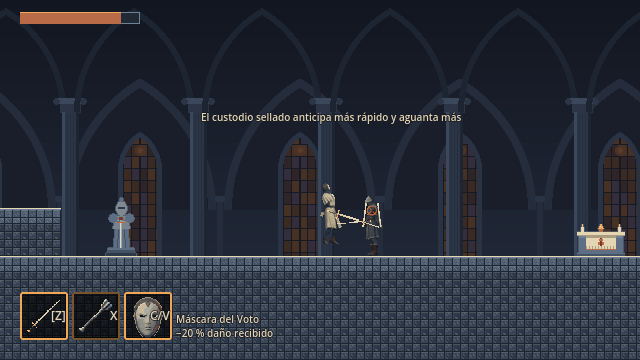 El custodio sellado anticipa más rápido y aguanta más
[Z]
X
C/V
Máscara del Voto
−20 % daño recibido